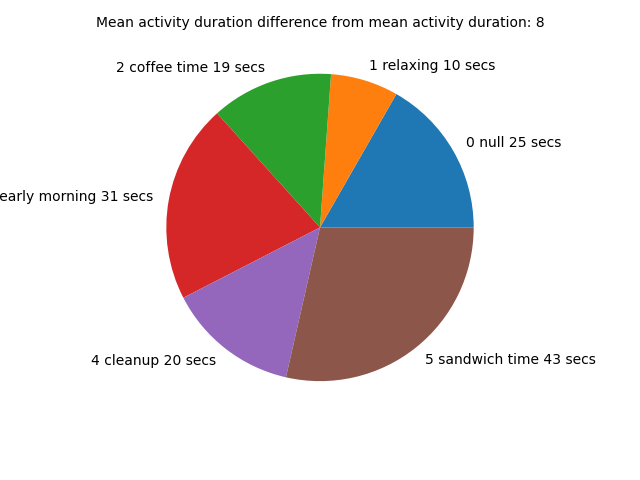 Mean activity duration difference from mean activity duration: 8
2 coffee time 19 secs
1 relaxing 10 secs
0 null 25 secs
early morning 31 secs
4 cleanup 20 secs
5 sandwich time 43 secs